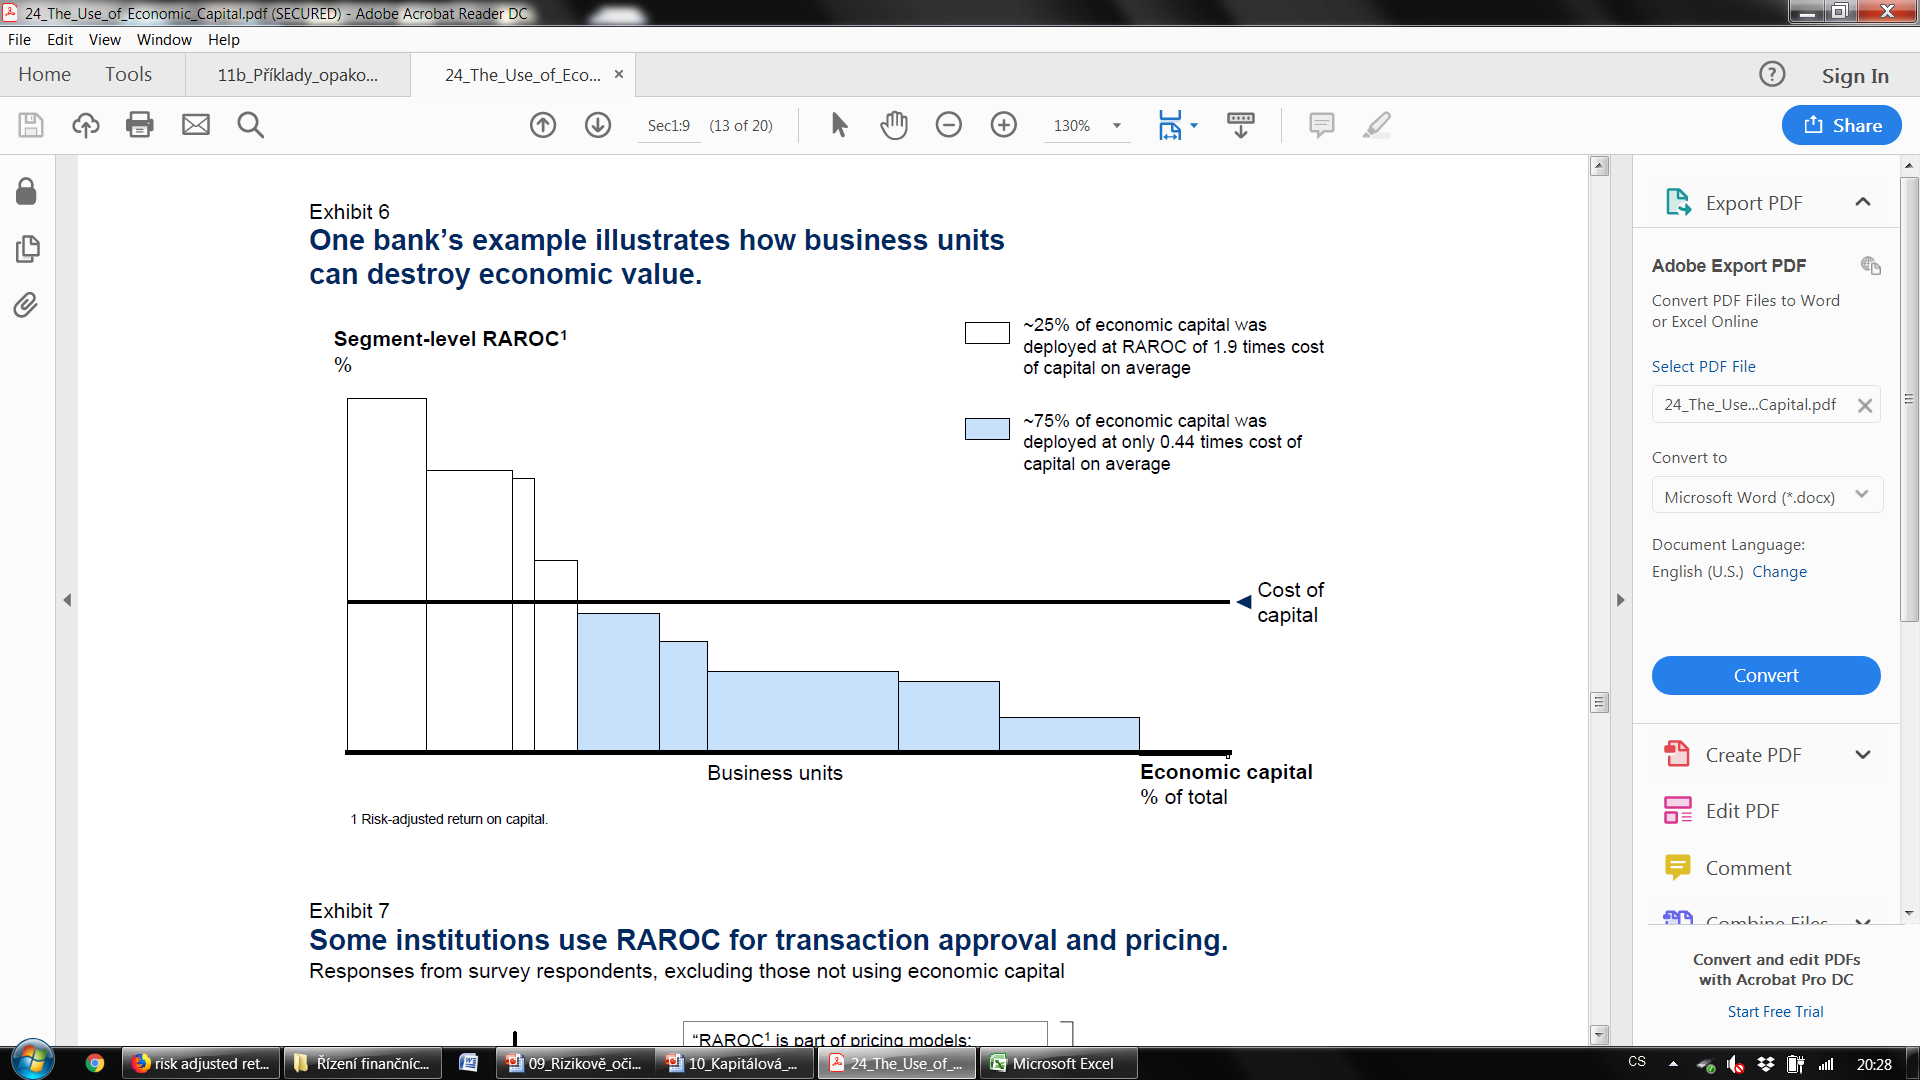 24_The_Use_of_Economic_Capital.pdf (SECURED) - Adobe Acrobat Reader DC
File Edit View Window Help
Home Tools 11b_Příklady_opako... 24_The_Use_of_Eco... × Sign In
Sec1:9 (13 of 20) 130% Share
Exhibit 6
One bank's example illustrates how business units
can destroy economic value.
Segment-level RAROC¹
%
~25% of economic capital was
deployed at RAROC of 1.9 times cost
of capital on average
~75% of economic capital was
deployed at only 0.44 times cost of
capital on average
Cost of
capital
Business units
Economic capital
% of total
1 Risk-adjusted return on capital.
Exhibit 7
Some institutions use RAROC for transaction approval and pricing.
Responses from survey respondents, excluding those not using economic capital
"RAROC¹ is part of pricing models;
Export PDF
Adobe Export PDF
Convert PDF Files to Word
or Excel Online
Select PDF File
24_The_Use...Capital.pdf
Convert to
Microsoft Word (*.docx)
Document Language:
English (U.S.) Change
Convert
Create PDF
Edit PDF
Comment
Combine Files
Convert and edit PDFs
with Acrobat Pro DC
Start Free Trial
risk adjusted ret... Řízení finančníc... 09_Rizikově_oči... 10_Kapitálová_... 24_The_Use_of_... Microsoft Excel CS 20:28